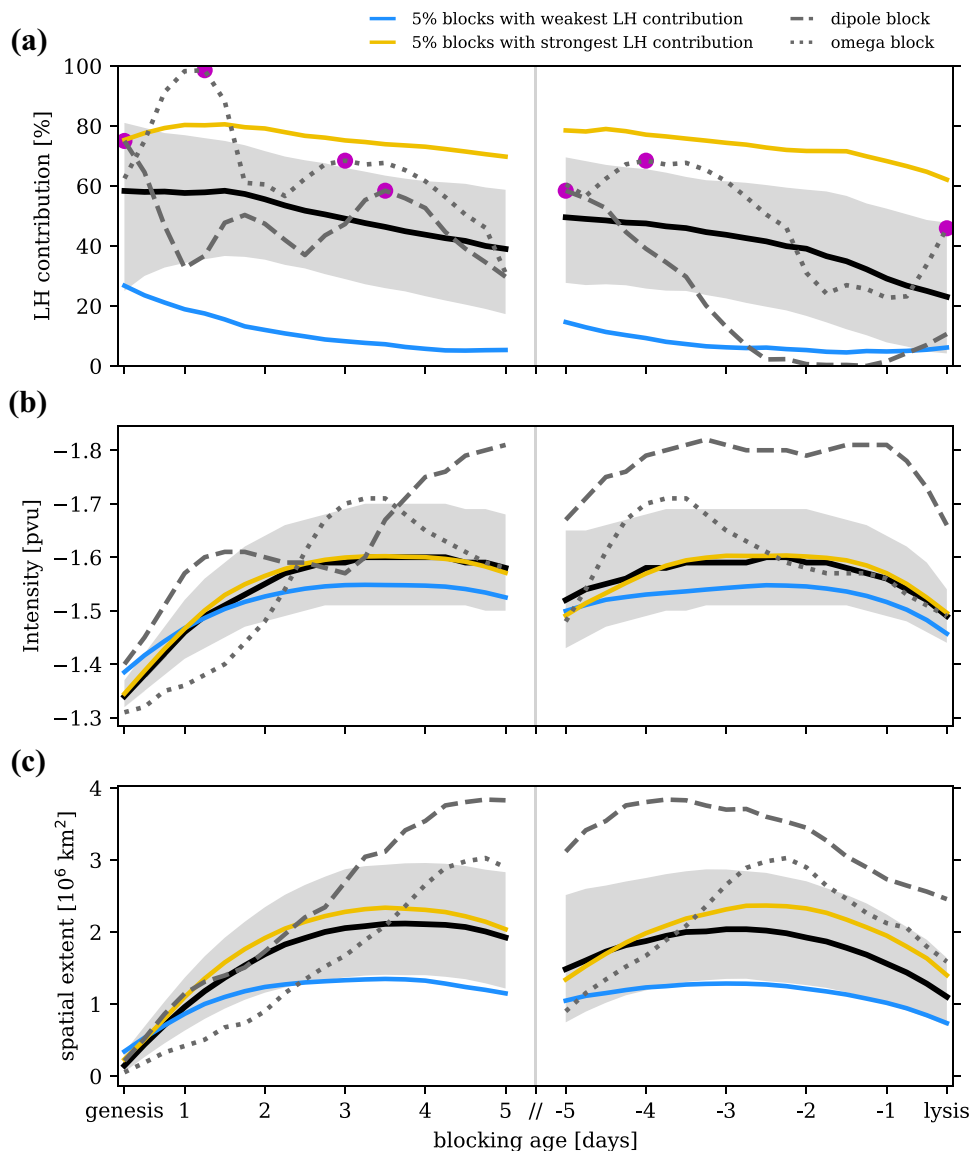 5% blocks with weakest LH contribution
dipole block
5% blocks with strongest LH contribution
omega block
(a)
LH contribution [%]
100
80
60
40
20
0
(b)
Intensity [pvu]
−1.8
−1.7
−1.6
−1.5
−1.4
−1.3
(c)
spatial extent [10⁶ km²]
4
3
2
1
0
genesis 1 2 3 4 5 // -5 -4 -3 -2 -1 lysis
blocking age [days]